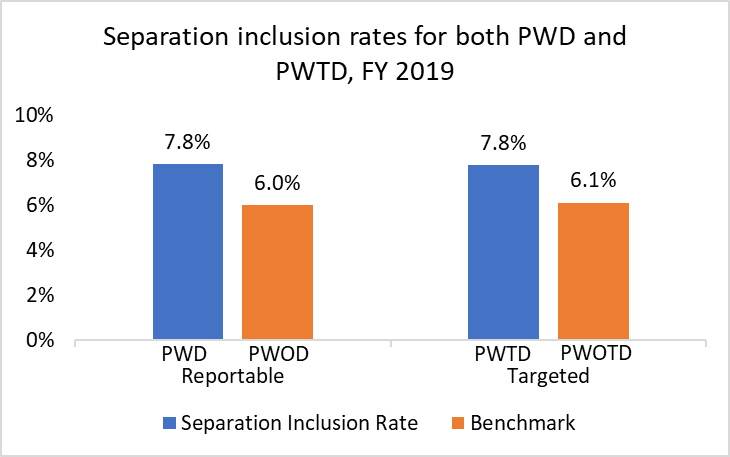 Separation inclusion rates for both PWD and
PWTD, FY 2019
10%
8%
6%
4%
2%
0%
7.8%
6.0%
7.8%
6.1%
PWD PWOD PWTD PWOTD
Reportable Targeted
Separation Inclusion Rate Benchmark